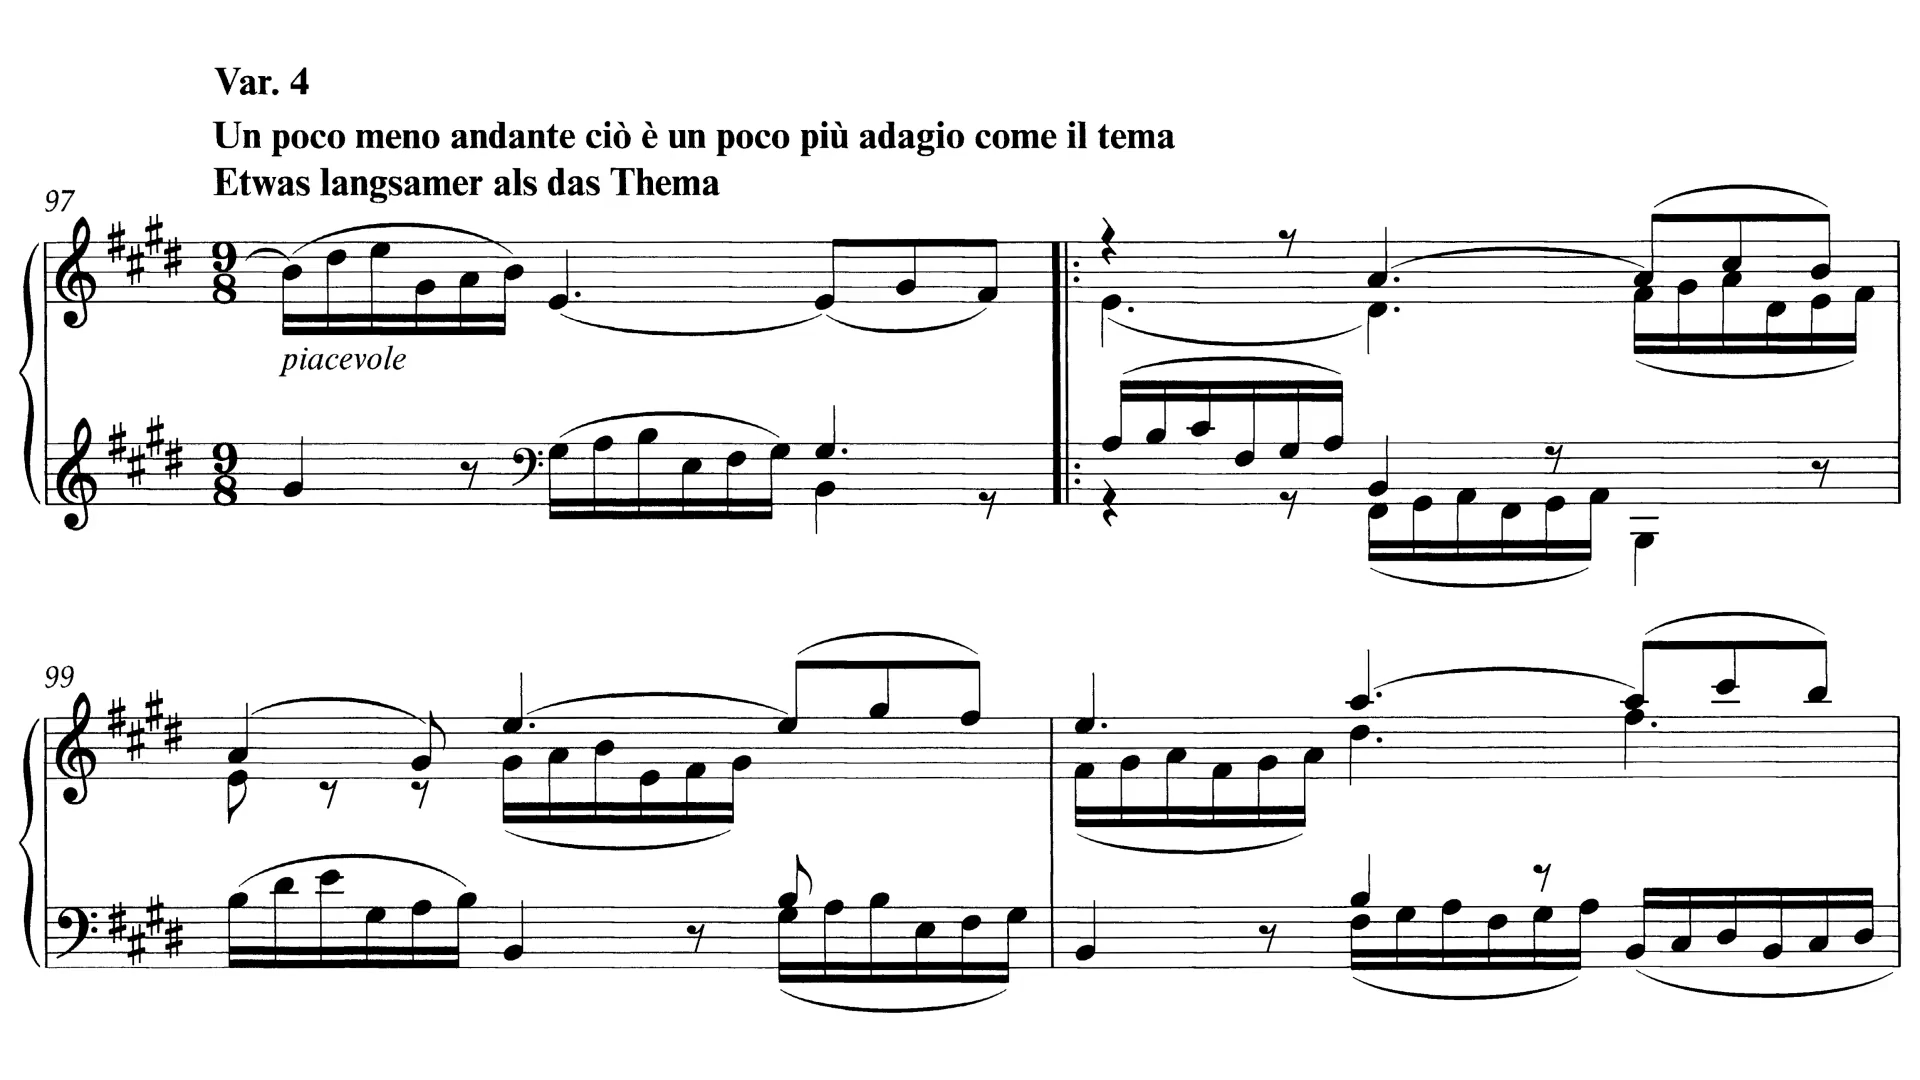 Var. 4
Un poco meno andante ciò è un poco più adagio come il tema
Etwas langsamer als das Thema
97
9 8
piacevole
9 8
99